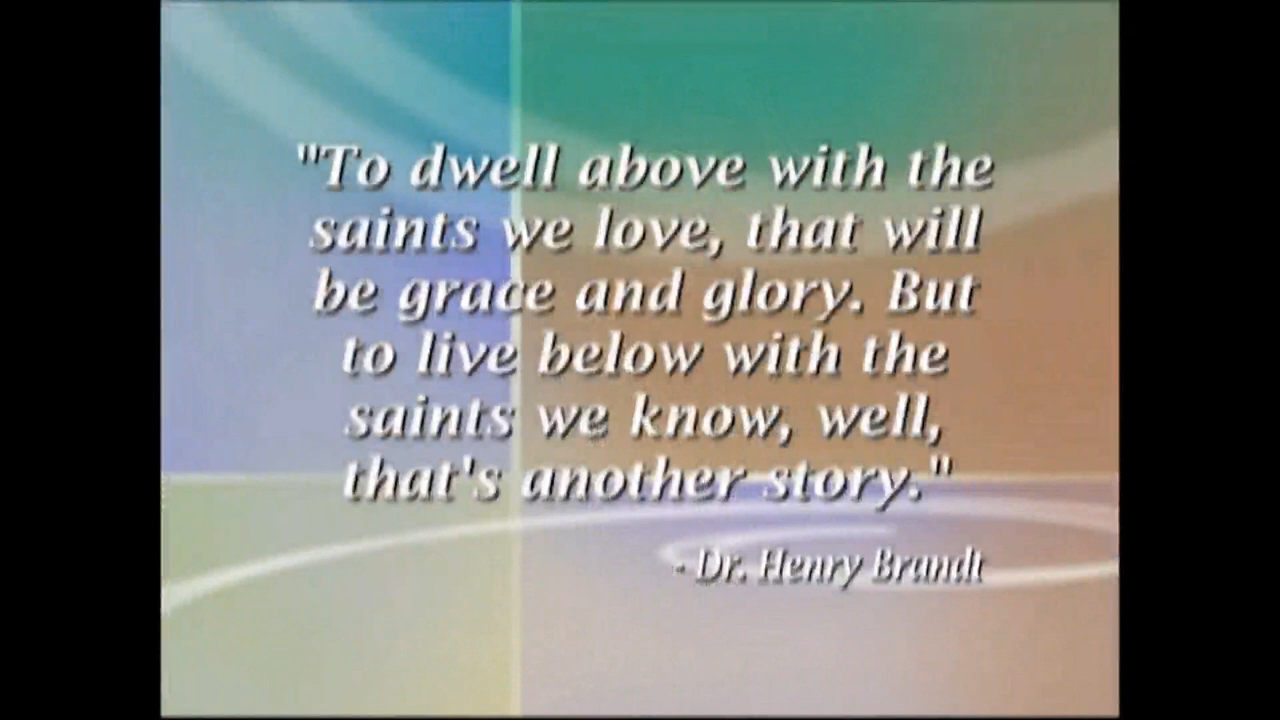 "To dwell above with the
saints we love, that will
be grace and glory. But
to live below with the
saints we know, well,
that's another story."
- Dr. Henry Brandt